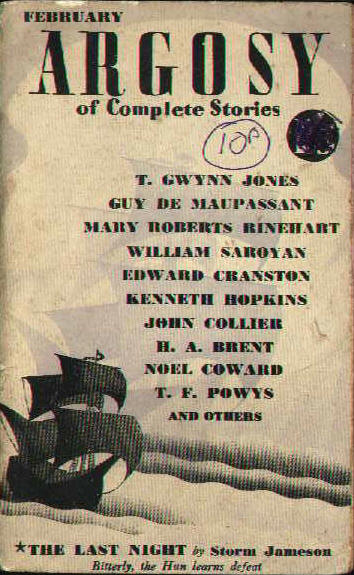 FEBRUARY
ARGOSY
of Complete Stories
10p
T. GWYNN JONES
GUY DE MAUPASSANT
MARY ROBERTS RINEHART
WILLIAM SAROYAN
EDWARD CRANSTON
KENNETH HOPKINS
JOHN COLLIER
H. A. BRENT
NOEL COWARD
T. F. POWYS
AND OTHERS
★THE LAST NIGHT by Storm Jameson
Bitterly, the Hun learns defeat